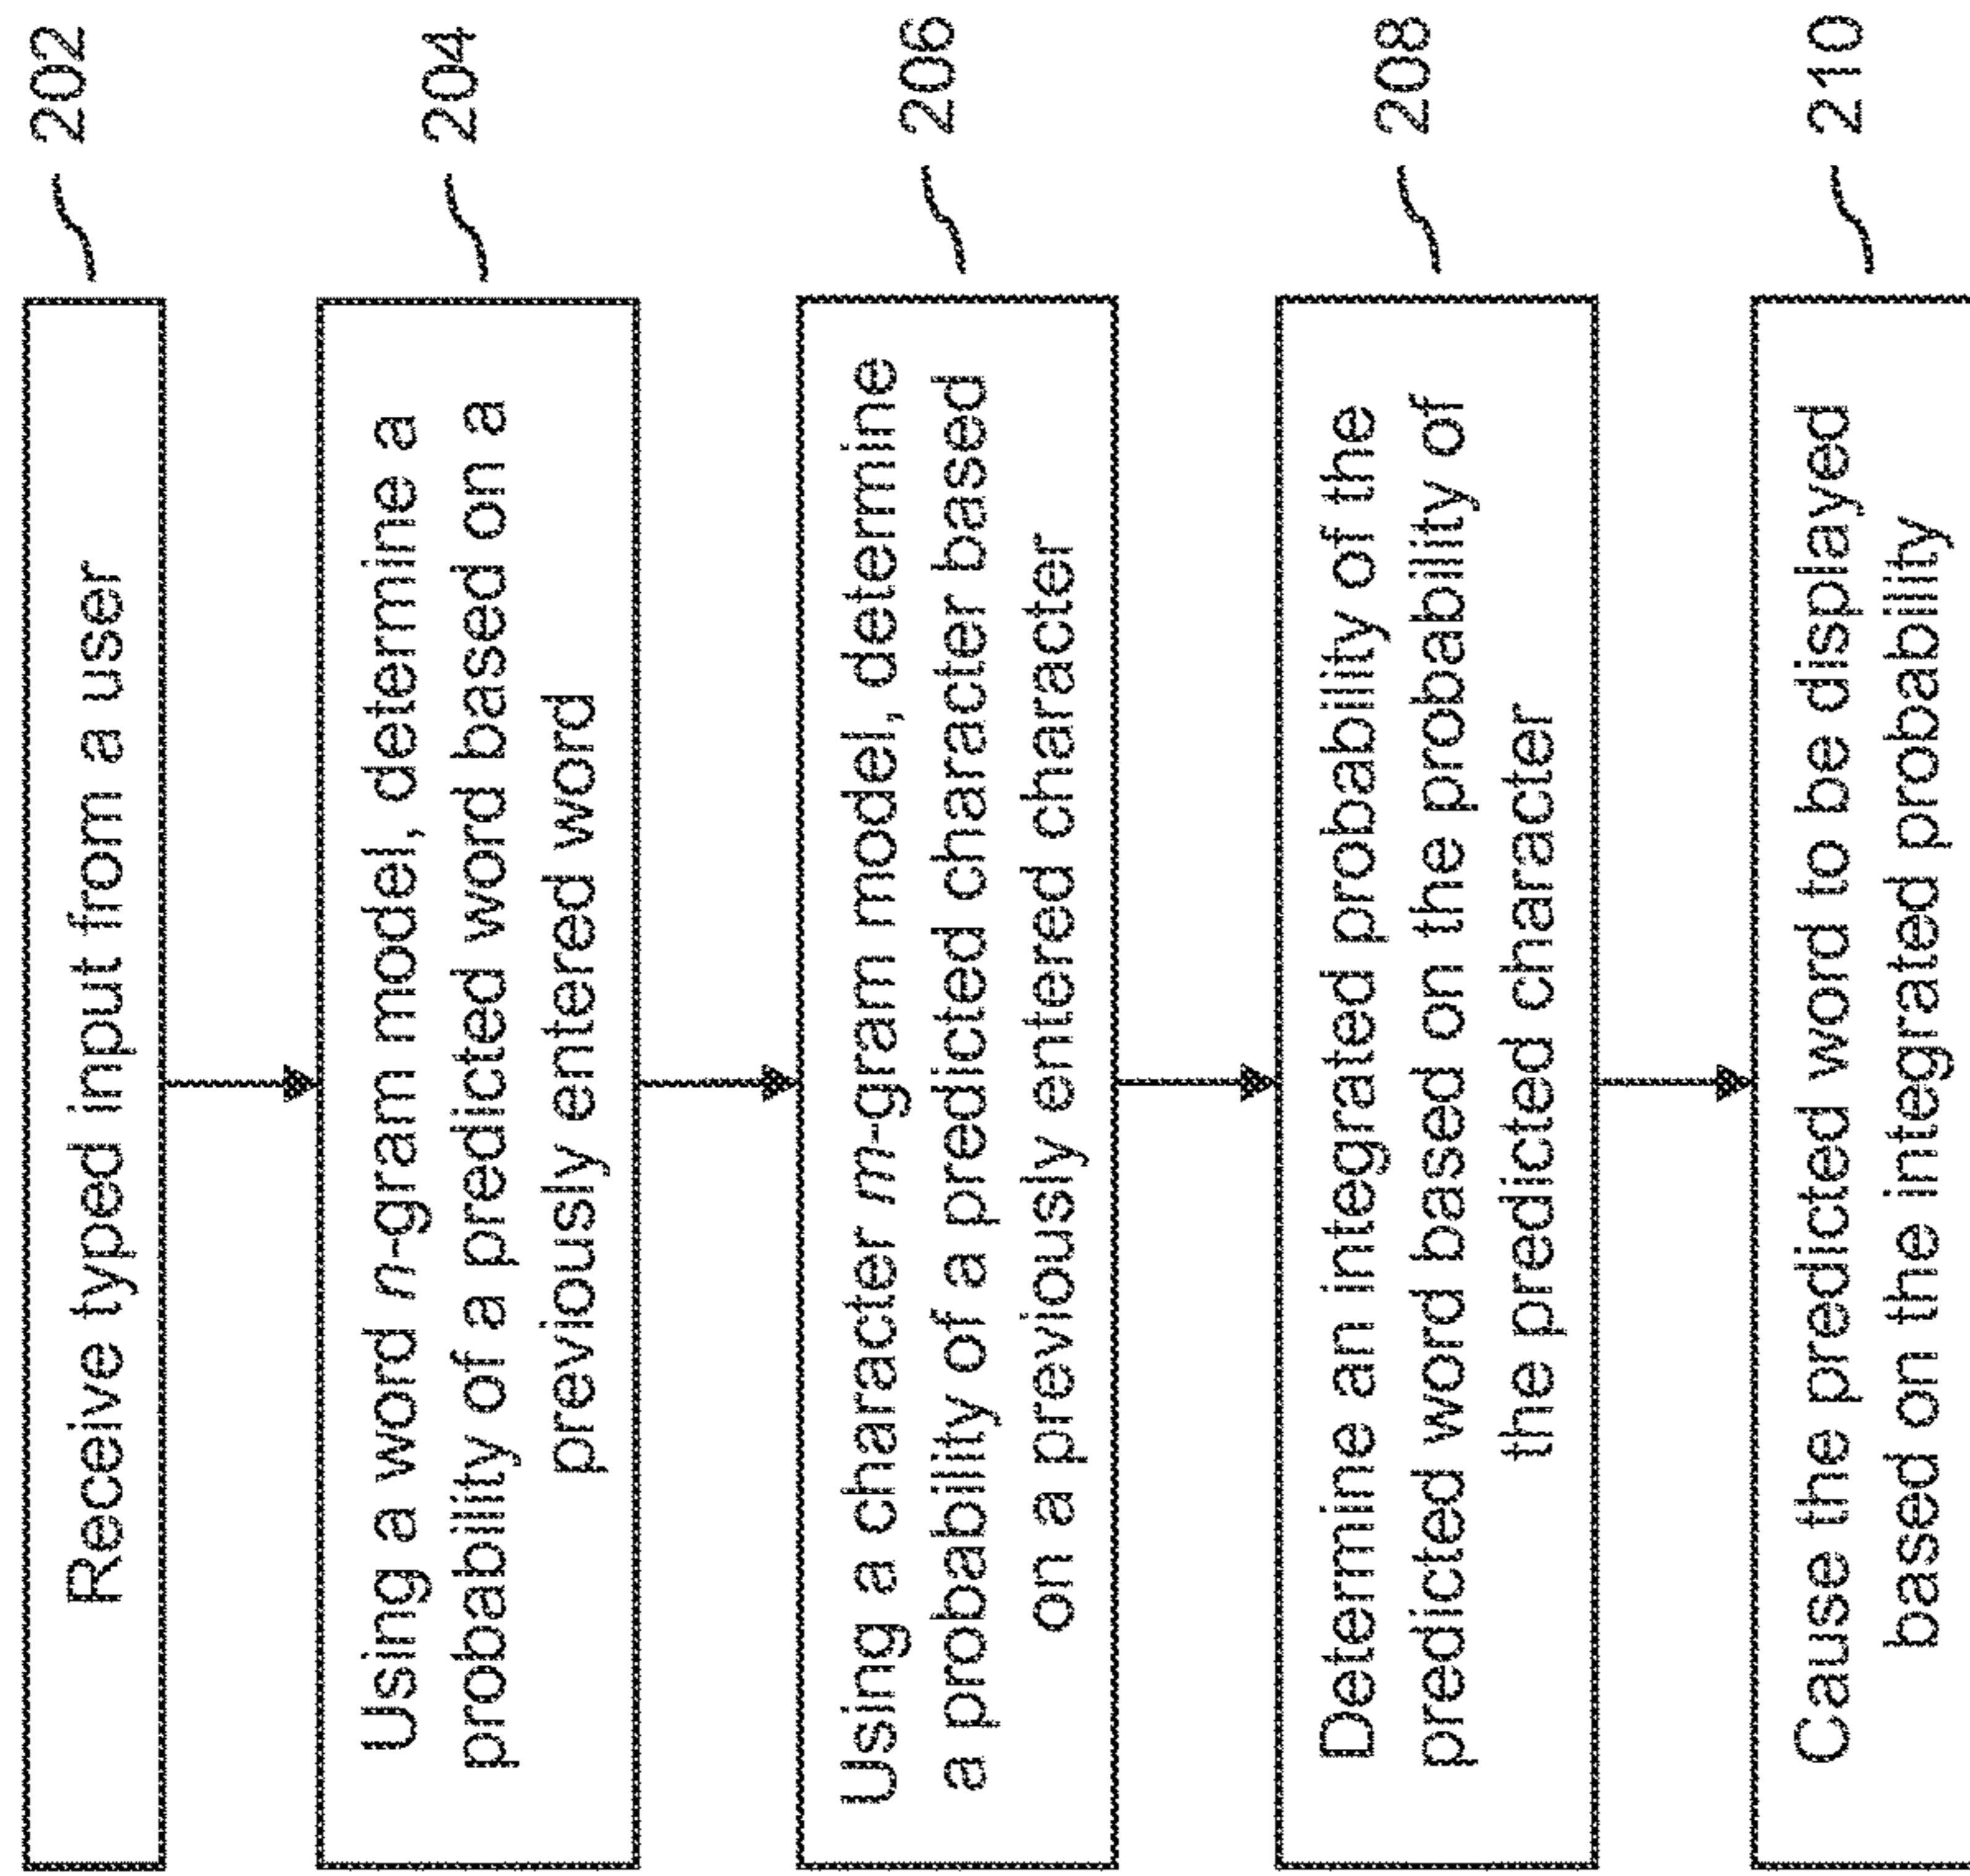 Receive typed input from a user
202
Using a word n-gram model, determine a
probability of a predicted word based on a
previously entered word
204
Using a character m-gram model, determine
a probability of a predicted character based
on a previously entered character
206
Determine an integrated probability of the
predicted word based on the probability of
the predicted character
208
Cause the predicted word to be displayed
based on the integrated probability
210